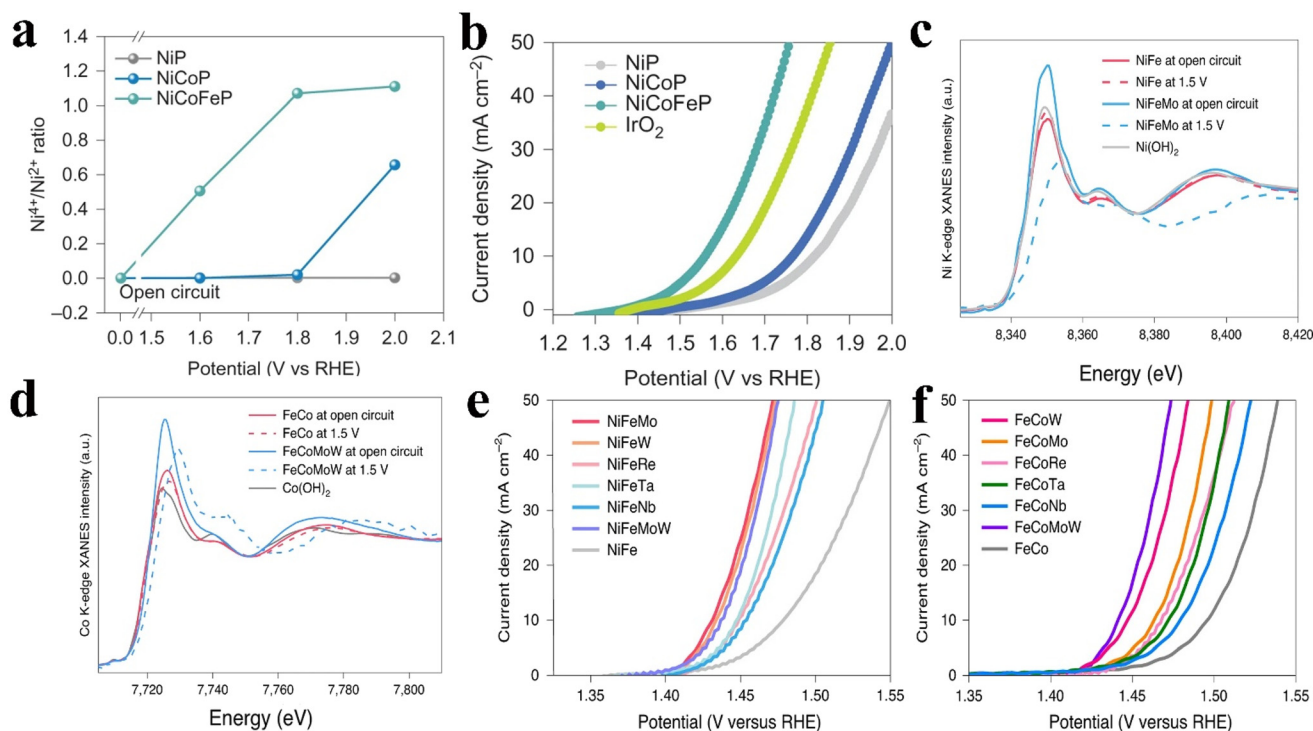 a
1.4
1.2
1.0
0.8
0.6
0.4
0.2
0.0
–0.2
Ni⁴⁺/Ni²⁺ ratio
NiP
NiCoP
NiCoFeP
Open circuit
0.0 1.5 1.6 1.7 1.8 1.9 2.0 2.1
Potential (V vs RHE)
b
50
40
30
20
10
0
Current density (mA cm⁻²)
NiP
NiCoP
NiCoFeP
IrO₂
1.2 1.3 1.4 1.5 1.6 1.7 1.8 1.9 2.0
Potential (V vs RHE)
c
Ni K-edge XANES intensity (a.u.)
NiFe at open circuit
NiFe at 1.5 V
NiFeMo at open circuit
NiFeMo at 1.5 V
Ni(OH)₂
8,340 8,360 8,380 8,400 8,420
Energy (eV)
d
Co K-edge XANES intensity (a.u.)
FeCo at open circuit
FeCo at 1.5 V
FeCoMoW at open circuit
FeCoMoW at 1.5 V
Co(OH)₂
7,720 7,740 7,760 7,780 7,800
Energy (eV)
e
50
40
30
20
10
0
Current density (mA cm⁻²)
NiFeMo
NiFeW
NiFeRe
NiFeTa
NiFeNb
NiFeMoW
NiFe
1.35 1.40 1.45 1.50 1.55
Potential (V versus RHE)
f
50
40
30
20
10
0
Current density (mA cm⁻²)
FeCoW
FeCoMo
FeCoRe
FeCoTa
FeCoNb
FeCoMoW
FeCo
1.35 1.40 1.45 1.50 1.55
Potential (V versus RHE)